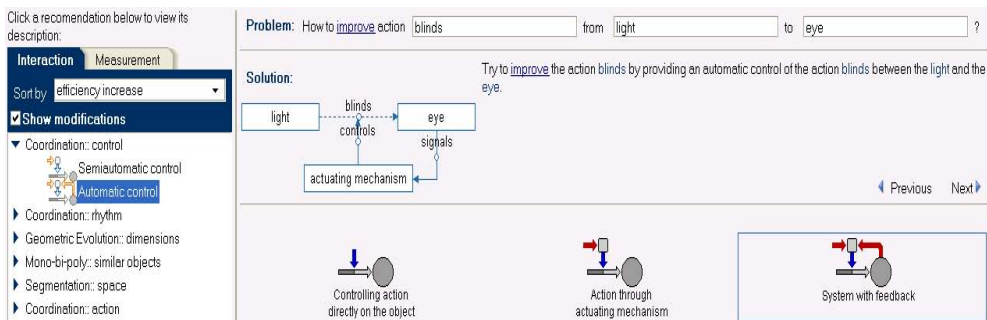 Click a recomendation below to view its
description:
Interaction Measurement
Sort by efficiency increase
Show modifications
Coordination:: control
Semiautomatic control
Automatic control
Coordination:: rhythm
Geometric Evolution:: dimensions
Mono-bi-poly:: similar objects
Segmentation:: space
Coordination:: action
Problem: How to improve action blinds from light to eye ?
Solution:
Try to improve the action blinds by providing an automatic control of the action blinds between the light and the
eye.
blinds
light eye
controls
signals
actuating mechanism
Previous Next
Controlling action
directly on the object
Action through
actuating mechanism
System with feedback